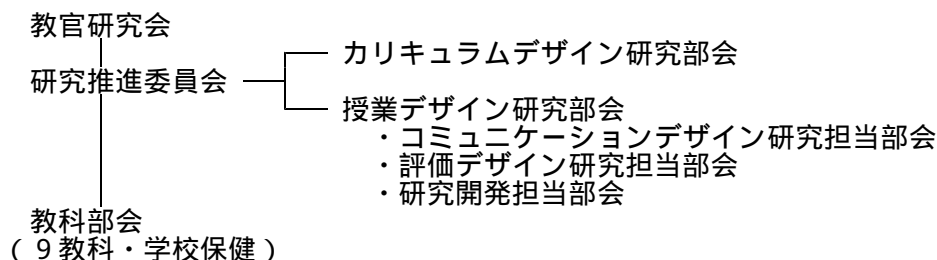 教官研究会
カリキュラムデザイン研究部会
研究推進委員会
授業デザイン研究部会
・コミュニケーションデザイン研究担当部会
・評価デザイン研究担当部会
・研究開発担当部会
教科部会
(9教科・学校保健)